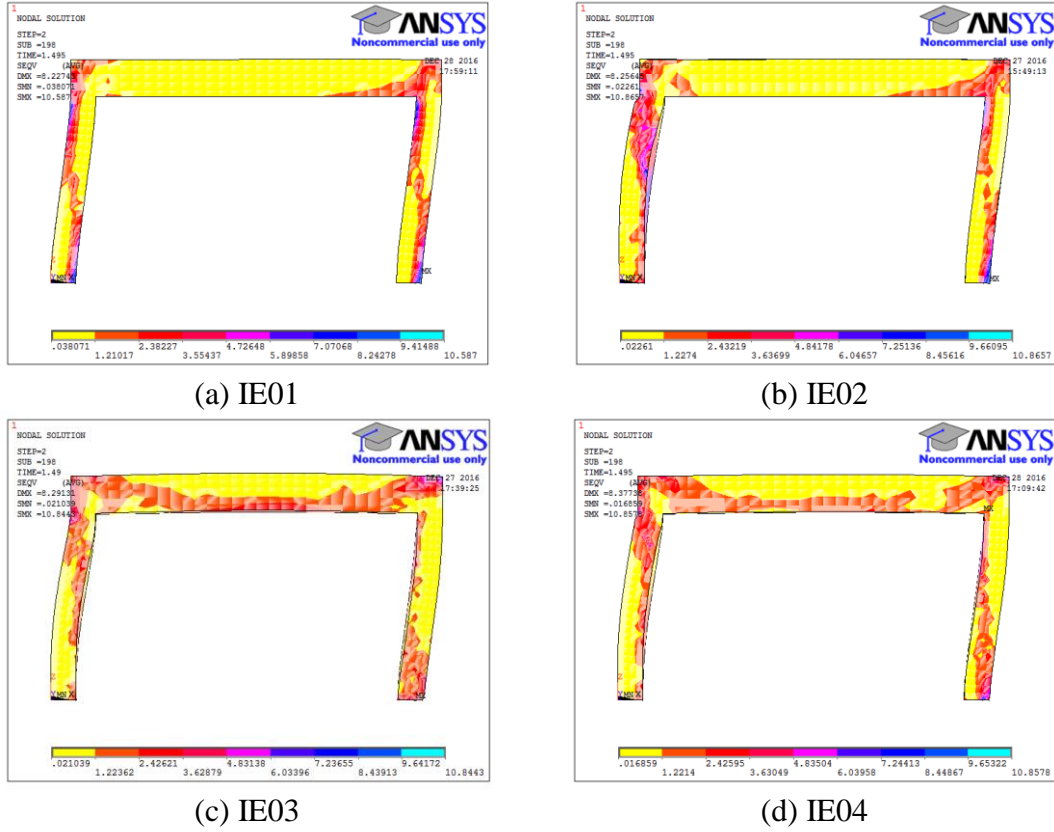 1
NODAL SOLUTION
STEP=2
SUB =198
TIME=1.495
SEQV (AVG)
DMX =8.22743
SMN =.038071
SMX =10.587
ANSYS
Noncommercial use only
DEC 28 2016
17:59:11
MX
.038071 2.38227 4.72648 7.07068 9.41488
1.21017 3.55437 5.89858 8.24278 10.587
(a) IE01
1
NODAL SOLUTION
STEP=2
SUB =198
TIME=1.495
SEQV (AVG)
SMN =.02261
SMX =10.8657
ANSYS
Noncommercial use only
DEC 27 2016
15:49:13
MX
.02261 2.43219 4.84178 7.25136 9.66095
1.2274 3.63699 6.04657 8.45616 10.8657
(b) IE02
1
NODAL SOLUTION
STEP=2
SUB =198
TIME=1.49
SEQV (AVG)
DMX =8.29131
SMN =.021039
SMX =10.8443
ANSYS
Noncommercial use only
DEC 27 2016
17:39:25
MX
.021039 2.42621 4.83138 7.23655 9.64172
1.22362 3.62879 6.03396 8.43913 10.8443
(c) IE03
1
NODAL SOLUTION
STEP=2
SUB =198
TIME=1.495
SEQV (AVG)
SMN =.016859
SMX =10.8578
ANSYS
Noncommercial use only
DEC 28 2016
17:09:42
MX
.016859 2.42595 4.83504 7.24413 9.65322
1.2214 3.63049 6.03958 8.44867 10.8578
(d) IE04